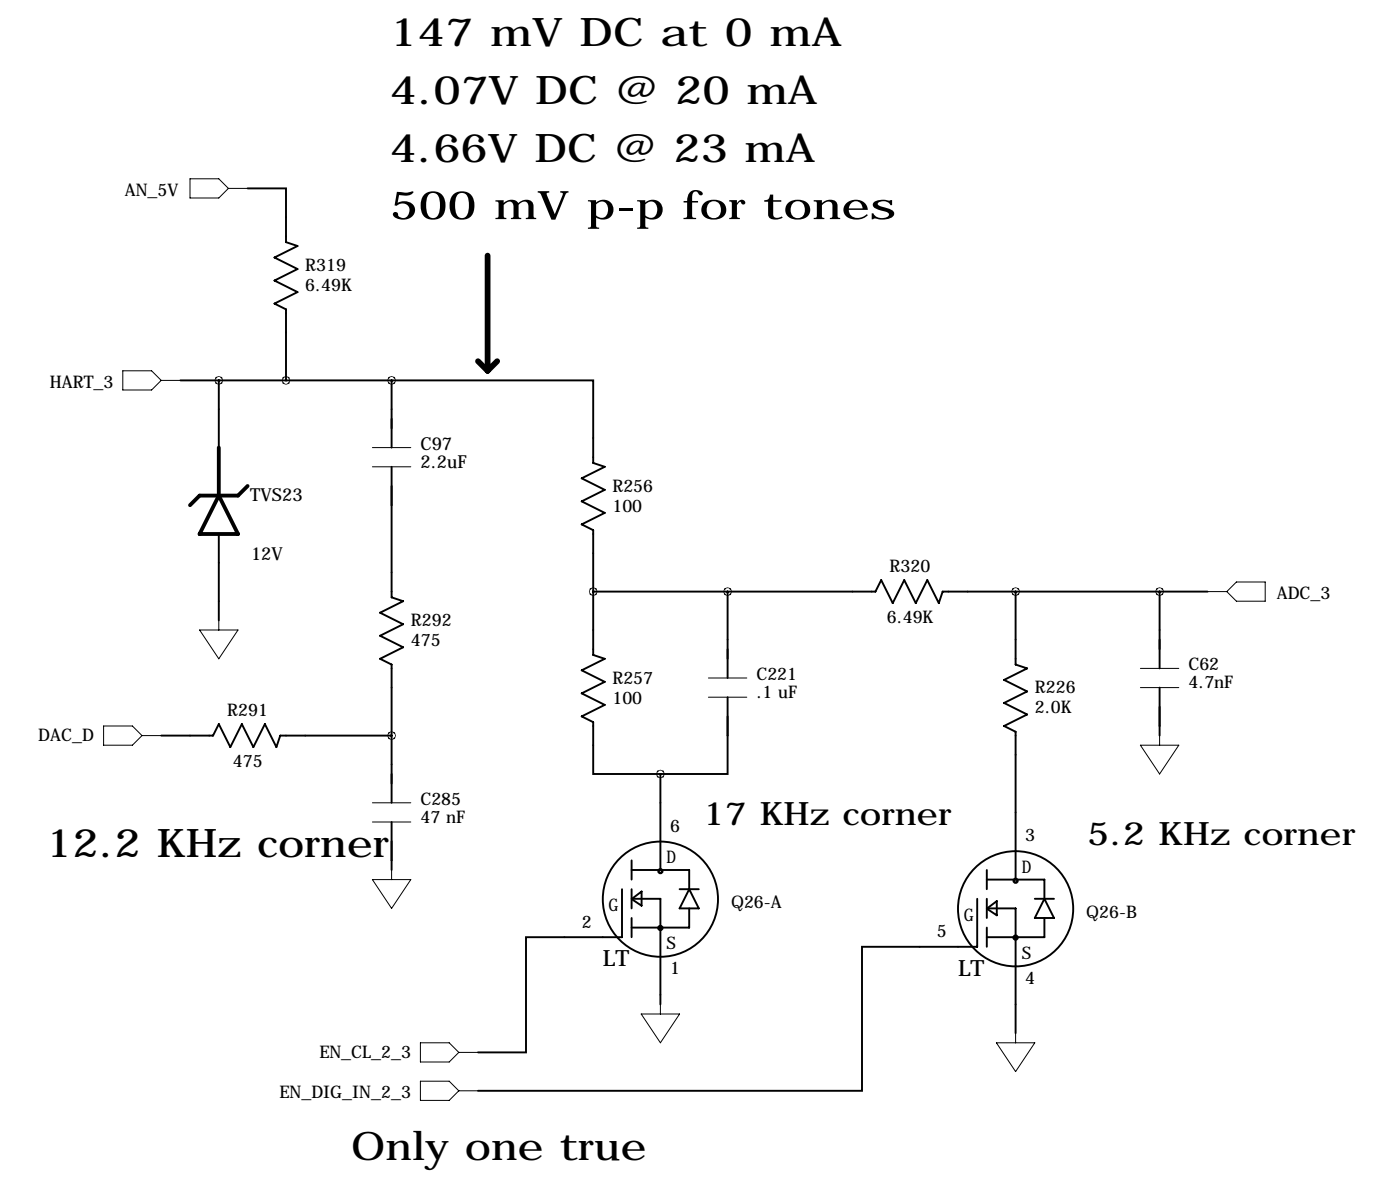 147 mV DC at 0 mA
4.07V DC @ 20 mA
4.66V DC @ 23 mA
500 mV p-p for tones
AN_5V
R319
6.49K
HART_3
C97
2.2uF
TVS23
12V
R256
100
R292
475
R320
6.49K
ADC_3
R257
100
C221
.1 uF
R226
2.0K
C62
4.7nF
DAC_D
R291
475
C285
47 nF
12.2 KHz corner
17 KHz corner
5.2 KHz corner
6
D
G
S
2
1
LT
Q26-A
3
D
G
S
5
4
LT
Q26-B
EN_CL_2_3
EN_DIG_IN_2_3
Only one true